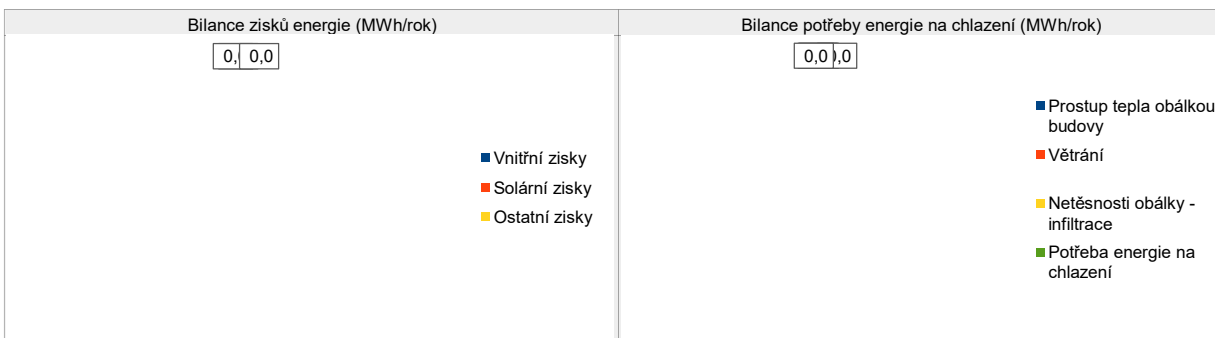 Bilance zisků energie (MWh/rok)
0,0
Vnitřní zisky
Solární zisky
Ostatní zisky
Bilance potřeby energie na chlazení (MWh/rok)
0,0 ,0
Prostup tepla obálkou
budovy
Větrání
Netěsnosti obálky -
infiltrace
Potřeba energie na
chlazení